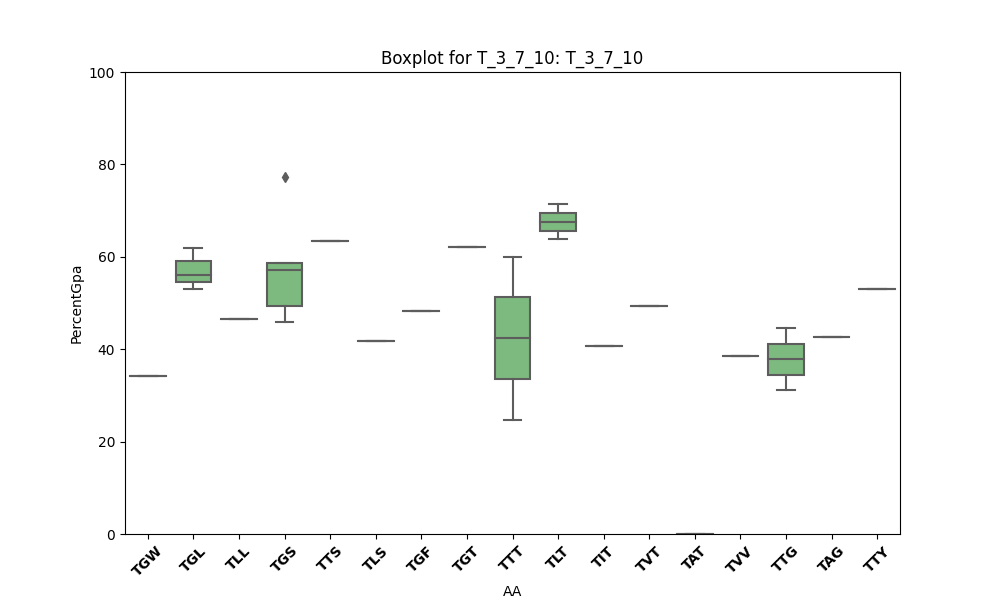 Boxplot for T_3_7_10: T_3_7_10
100
80
60
40
20
0
PercentGpa
TGW TGL TLL TGS TTS TLS TGF TGT TTT TLT TIT TVT TAT TVV TTG TAG TTY
AA